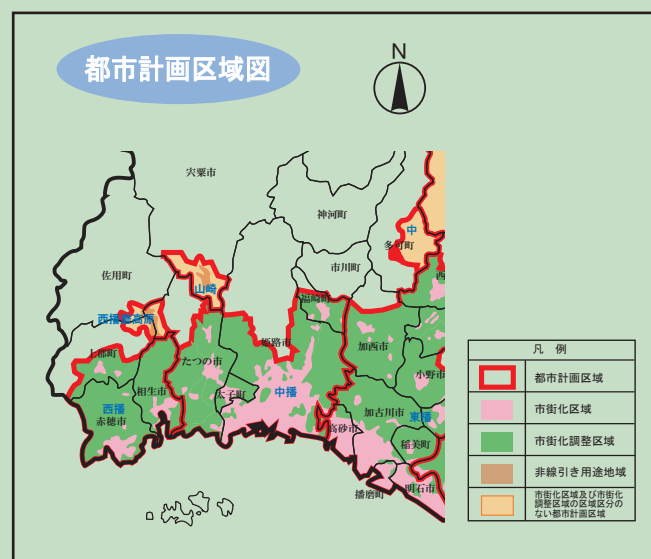 都市計画区域図
N
宍粟市
神河町
中
多可町
市川町
佐用町
西
山崎
福崎町
西播磨高原
上郡町
姫路市
加西市
たつの市
小野市
相生市
太子町
中播
西播
赤穂市
加古川市
東播
高砂市
稲美町
明石市
播磨町
凡 例
都市計画区域
市街化区域
市街化調整区域
非線引き用途地域
市街化区域及び市街化
調整区域の区域区分の
ない都市計画区域